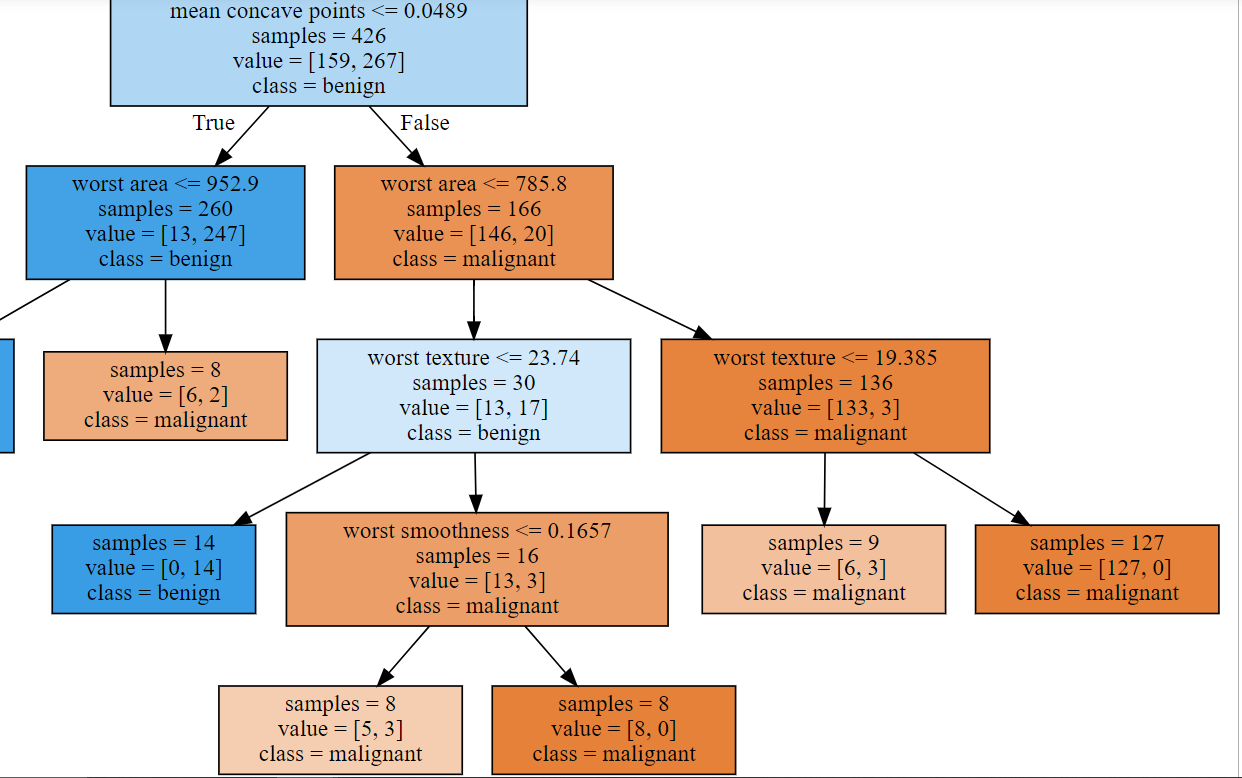 mean concave points <= 0.0489
samples = 426
value = [159, 267]
class = benign
True
False
worst area <= 952.9
samples = 260
value = [13, 247]
class = benign
worst area <= 785.8
samples = 166
value = [146, 20]
class = malignant
samples = 8
value = [6, 2]
class = malignant
worst texture <= 23.74
samples = 30
value = [13, 17]
class = benign
worst texture <= 19.385
samples = 136
value = [133, 3]
class = malignant
samples = 14
value = [0, 14]
class = benign
worst smoothness <= 0.1657
samples = 16
value = [13, 3]
class = malignant
samples = 9
value = [6, 3]
class = malignant
samples = 127
value = [127, 0]
class = malignant
samples = 8
value = [5, 3]
class = malignant
samples = 8
value = [8, 0]
class = malignant